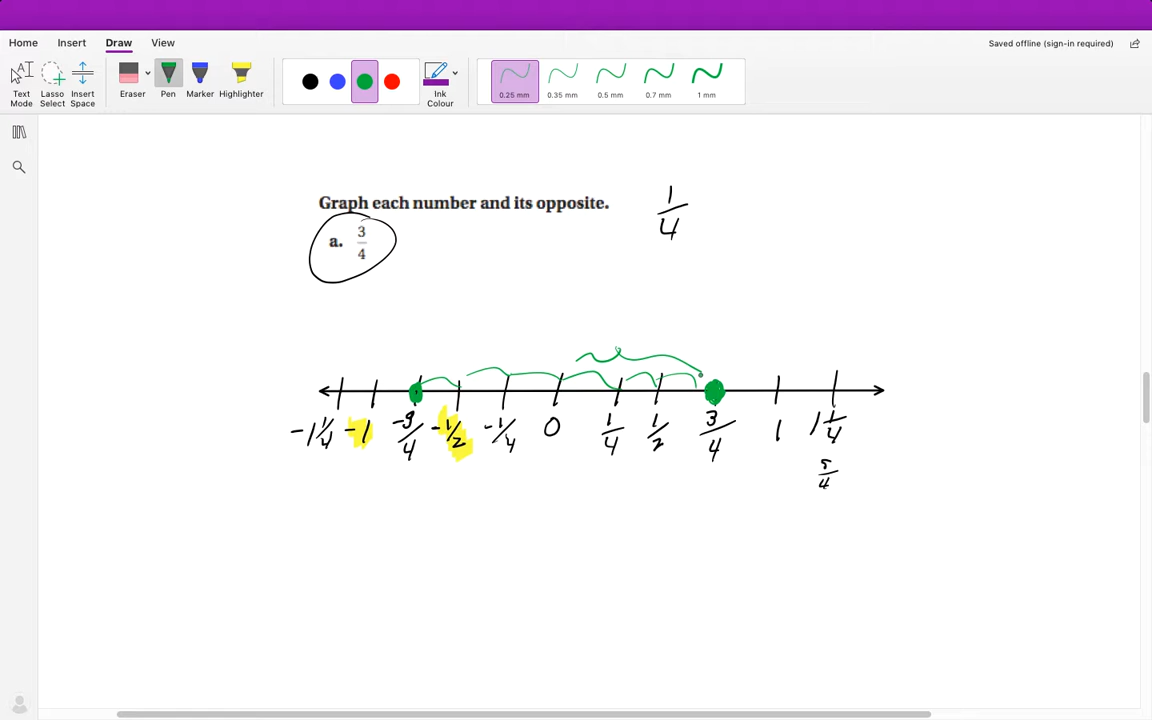 Home Insert Draw View
Saved offline (sign-in required)
Text Mode
Lasso Select
Insert Space
Eraser
Pen
Marker
Highlighter
Ink Colour
0.25 mm 0.35 mm 0.5 mm 0.7 mm 1 mm
Graph each number and its opposite.
1/4
a. 3/4
-1 1/4 -1 -3/4 -1/2 -1/4 0 1/4 1/2 3/4 1 1 1/4
5/4